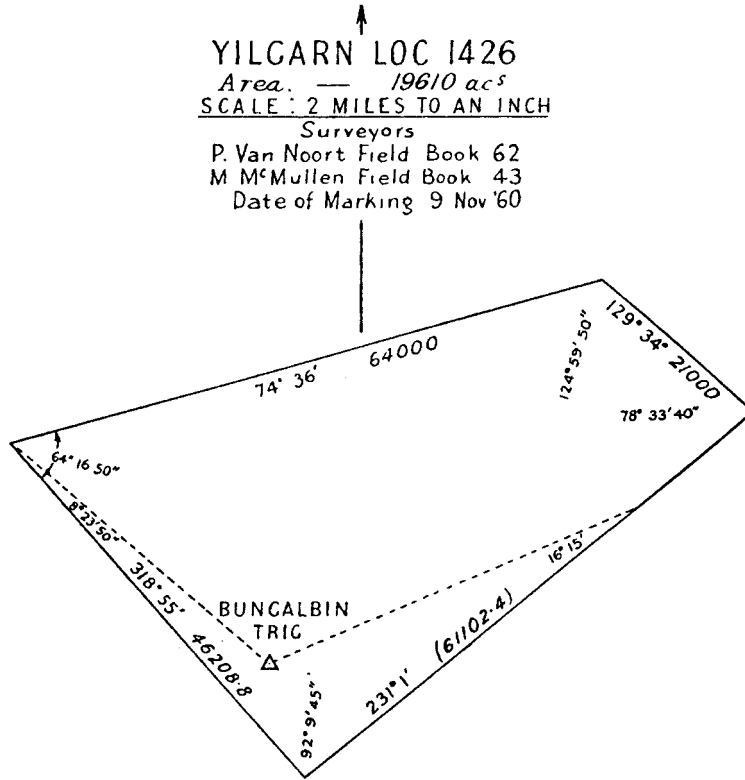 YILGARN LOC 1426
Area. — 19610 acs
SCALE : 2 MILES TO AN INCH
Surveyors
P. Van Noort Field Book 62
M McMullen Field Book 43
Date of Marking 9 Nov '60
129° 34° 21000
124° 59' 50"
74° 36' 64000
78° 33' 40"
64° 16 50"
8° 23' 50"
16° 15'
318° 55' 46208·8
BUNGALBIN
TRIG
(61102·4)
231° 1'
92° 9' 45"